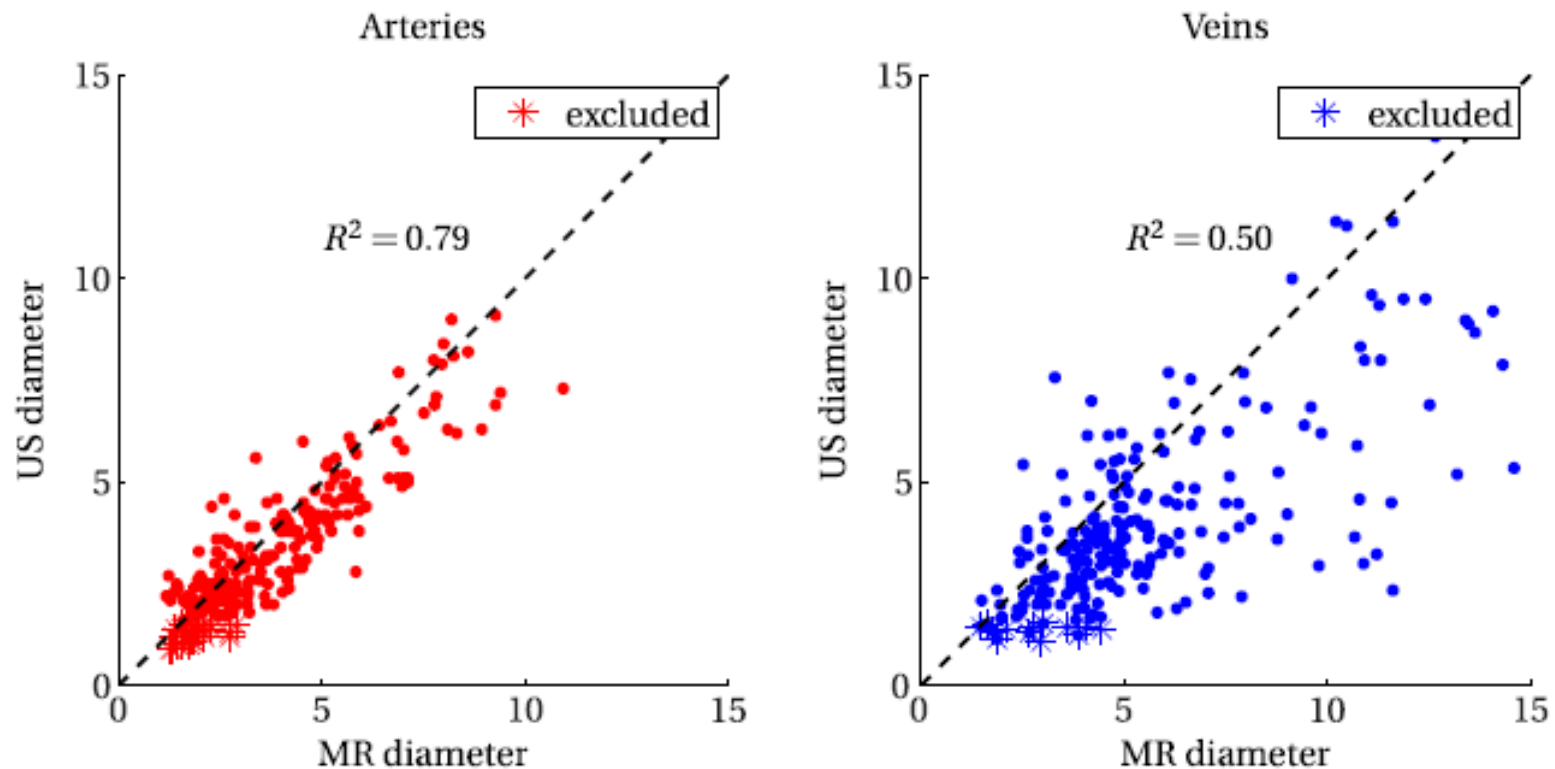 Arteries
15
excluded
R² = 0.79
10
US diameter
5
0
0 5 10 15
MR diameter
Veins
15
excluded
R² = 0.50
10
US diameter
5
0
0 5 10 15
MR diameter